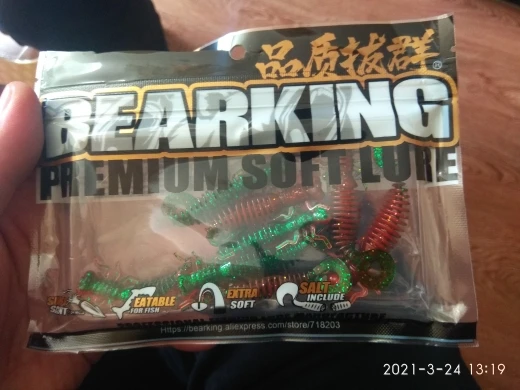 品质拔群®
BEARKING
PREMIUM SOFT LURE
EATABLE
FOR FISH
EXTRA
SOFT
SALT
INCLUDE
https://bearking.aliexpress.com/store/718203
2021-3-24 13:19